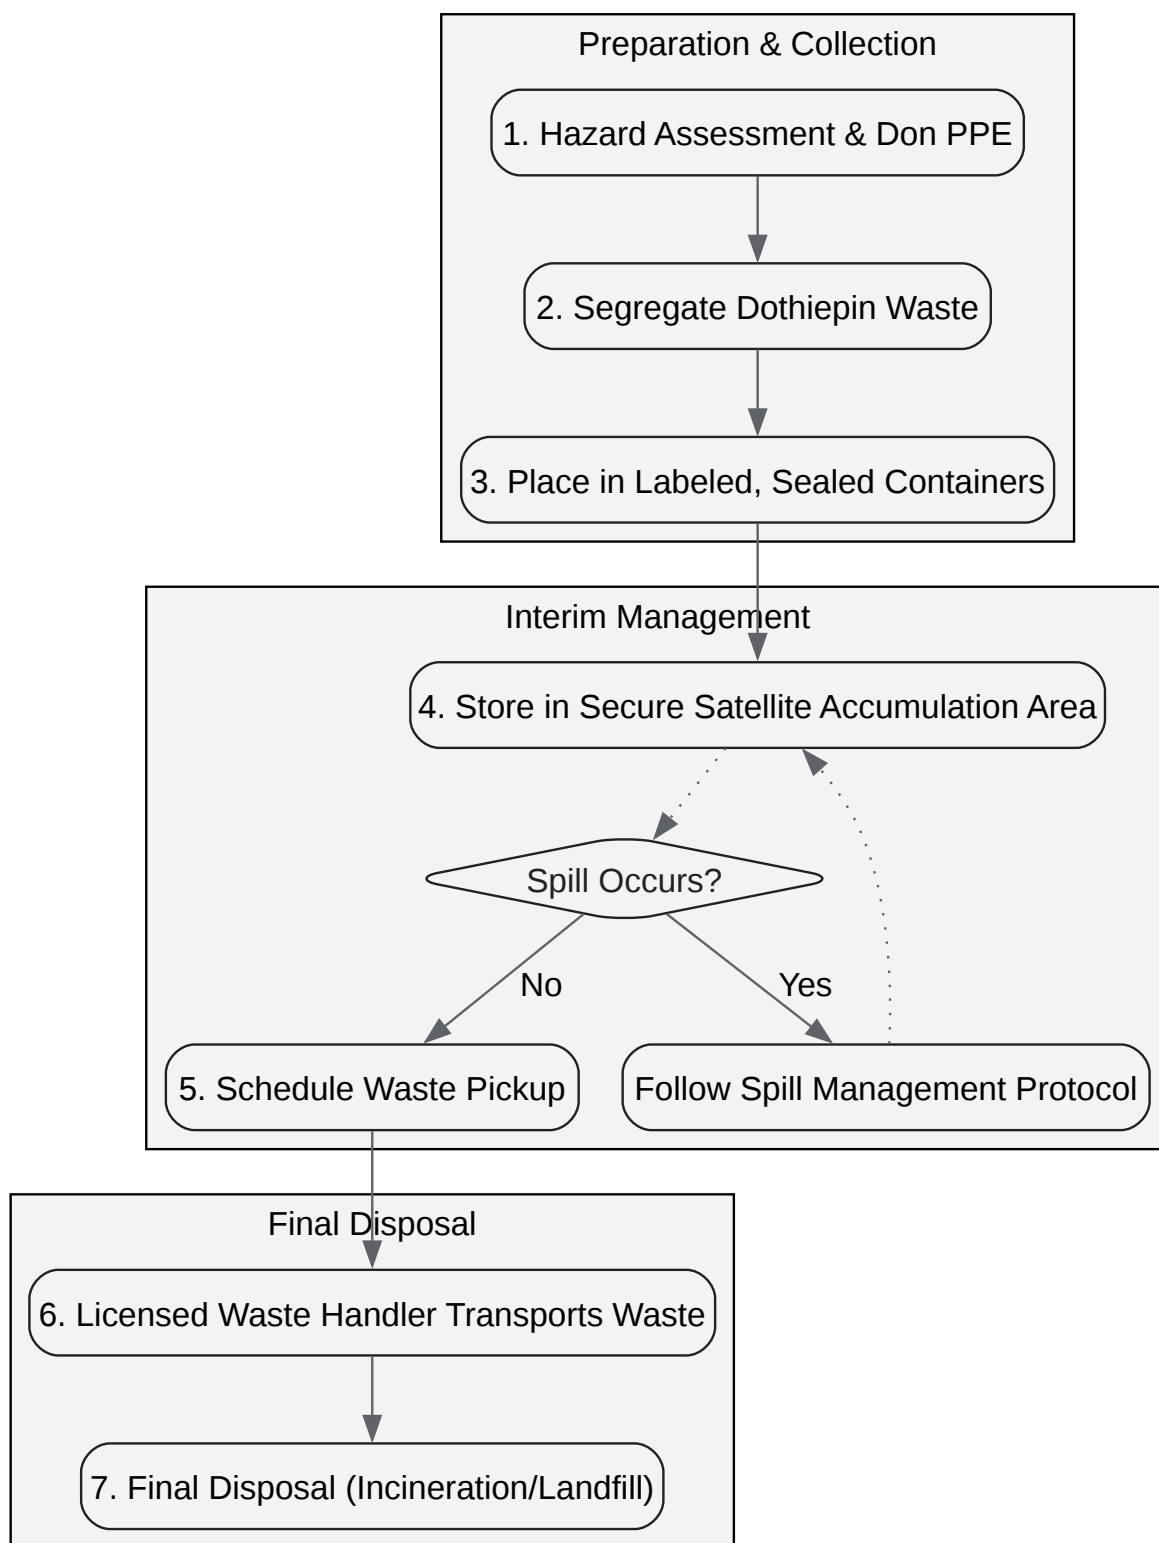 Preparation & Collection
1. Hazard Assessment & Don PPE
2. Segregate Dothiepin Waste
3. Place in Labeled, Sealed Containers
Interim Management
4. Store in Secure Satellite Accumulation Area
Spill Occurs?
No
Yes
5. Schedule Waste Pickup
Follow Spill Management Protocol
Final Disposal
6. Licensed Waste Handler Transports Waste
7. Final Disposal (Incineration/Landfill)